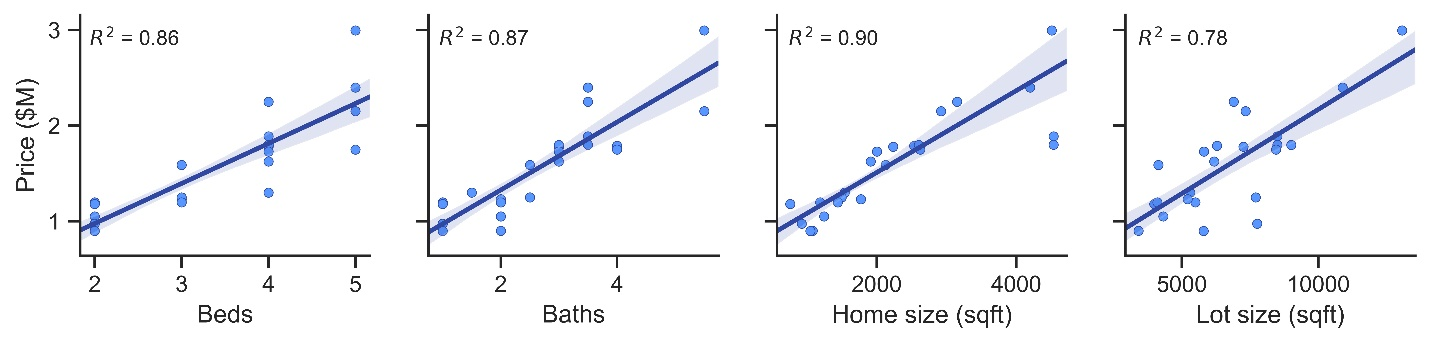 Price ($M)
3
2
1
R² = 0.86
2 3 4 5
Beds
R² = 0.87
2 4
Baths
R² = 0.90
2000 4000
Home size (sqft)
R² = 0.78
5000 10000
Lot size (sqft)